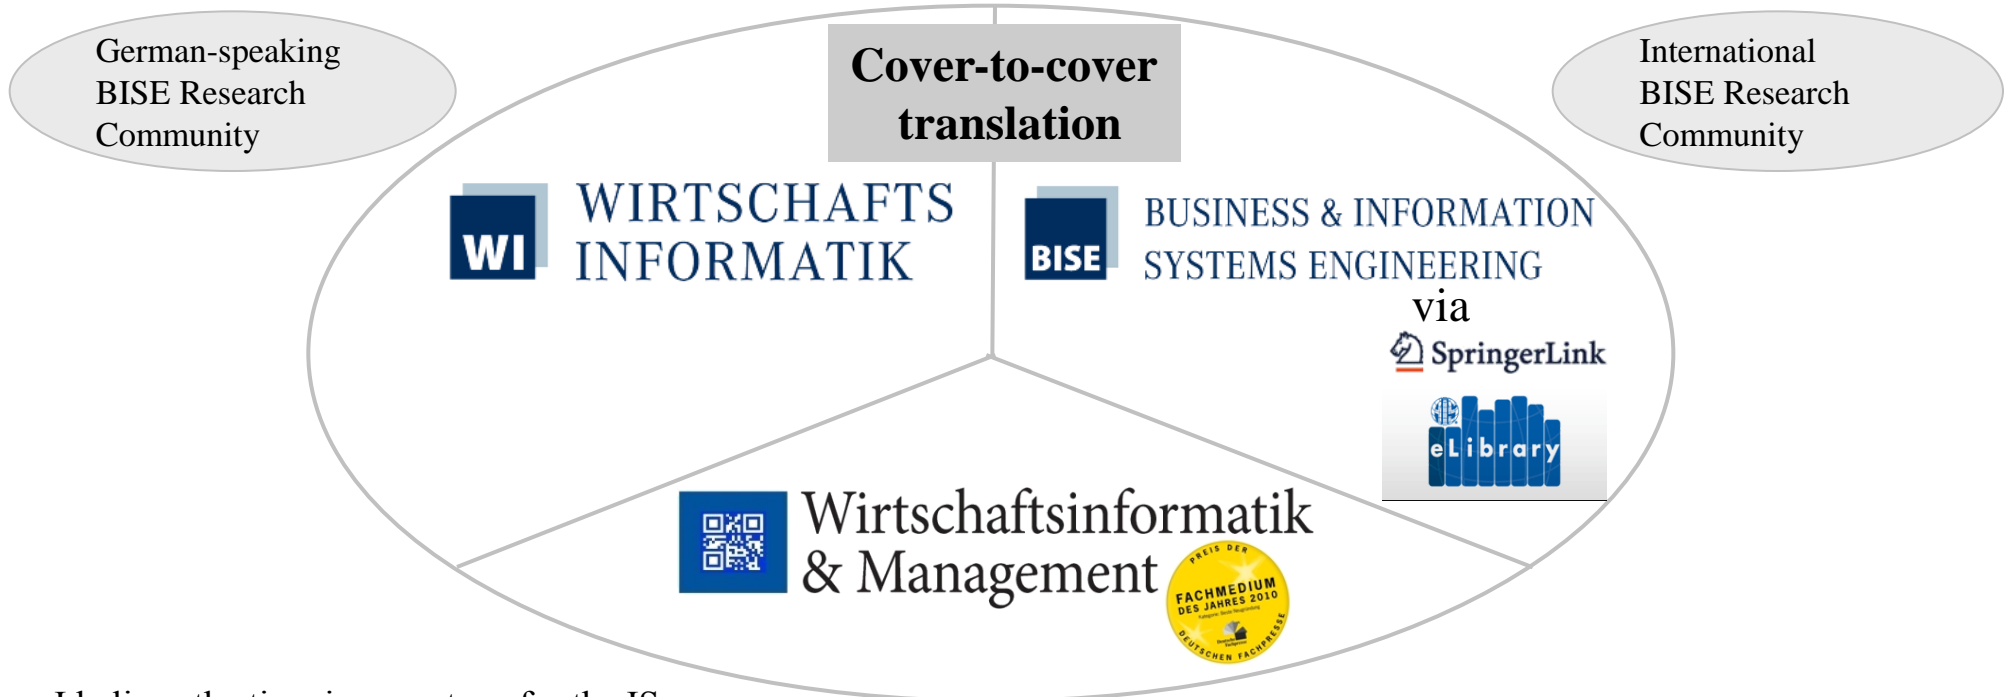 German-speaking
BISE Research
Community
Cover-to-cover
translation
International
BISE Research
Community
WI
WIRTSCHAFTS
INFORMATIK
BISE
BUSINESS & INFORMATION
SYSTEMS ENGINEERING
via
SpringerLink
AIS
eLibrary
Wirtschaftsinformatik
& Management
PREIS DER
FACHMEDIUM
DES JAHRES 2010
DEUTSCHEN FACHPRESSE